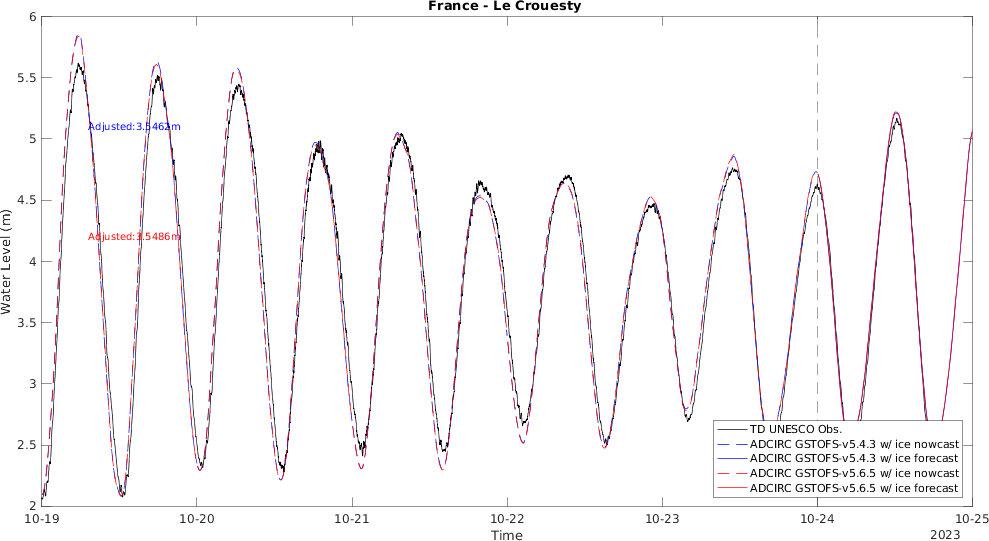 France - Le Crouesty
6
5.5
5
4.5
4
3.5
3
2.5
2
Water Level (m)
Adjusted:3.5462m
Adjusted:3.5486m
TD UNESCO Obs.
ADCIRC GSTOFS-v5.4.3 w/ ice nowcast
ADCIRC GSTOFS-v5.4.3 w/ ice forecast
ADCIRC GSTOFS-v5.6.5 w/ ice nowcast
ADCIRC GSTOFS-v5.6.5 w/ ice forecast
10-19 10-20 10-21 10-22 10-23 10-24 10-25
Time
2023